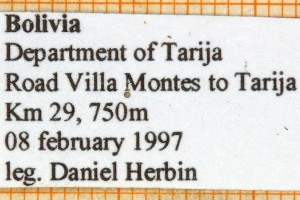 Bolivia
Department of Tarija
Road Villa Montes to Tarija
Km 29, 750m
08 february 1997
leg. Daniel Herbin